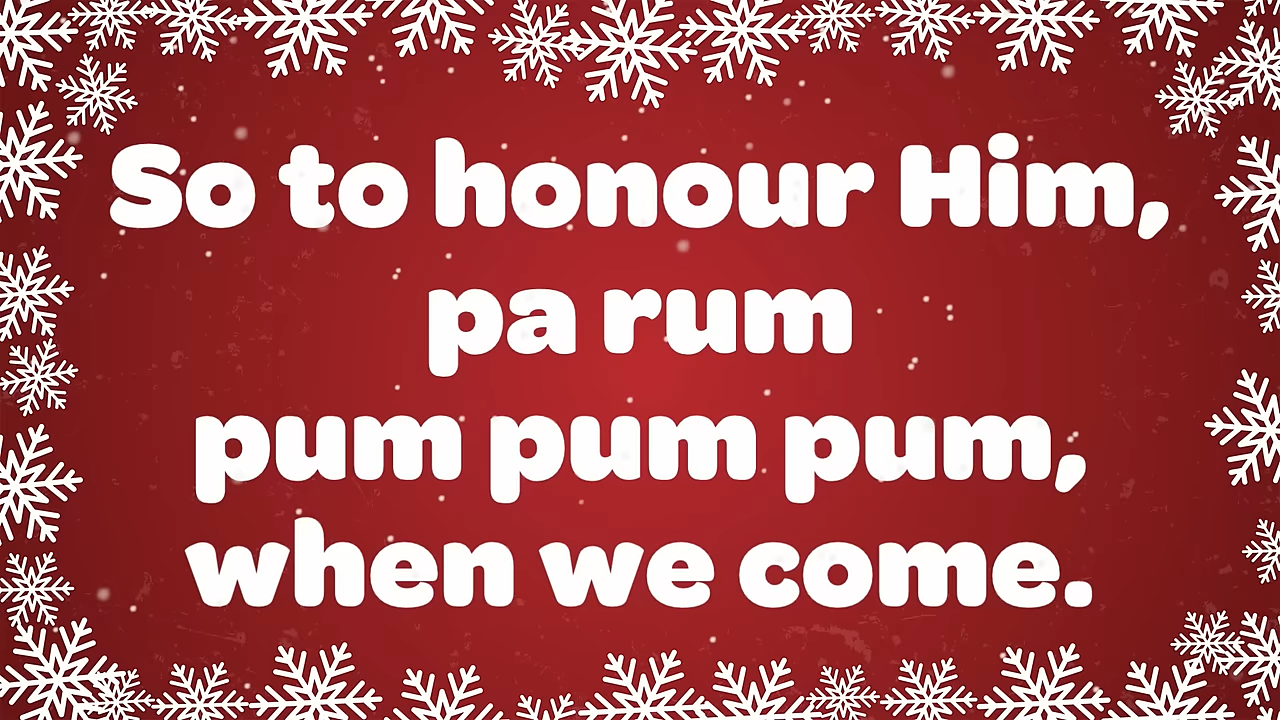 So to honour Him,
pa rum
pum pum pum,
when we come.